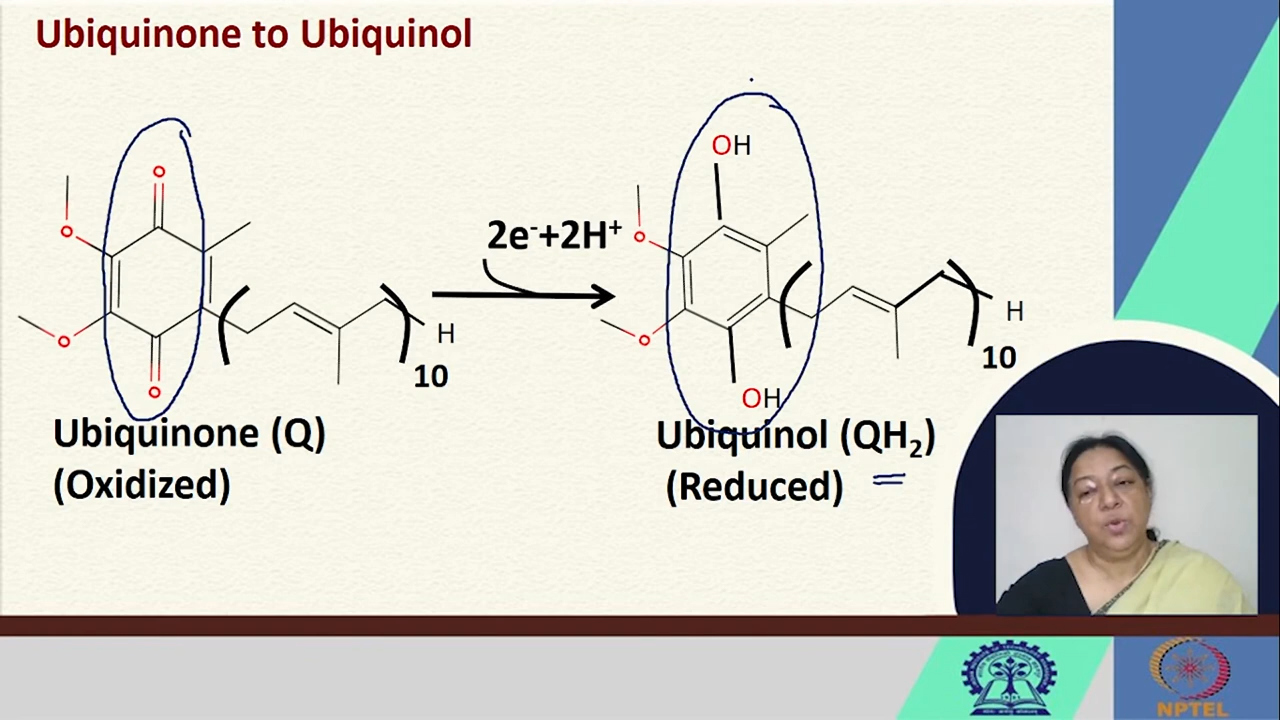 Ubiquinone to Ubiquinol
O
O
O
O
2e⁻+2H⁺
H
10
OH
O
O
OH
H
10
Ubiquinone (Q)
(Oxidized)
Ubiquinol (QH₂)
(Reduced)
NPTEL